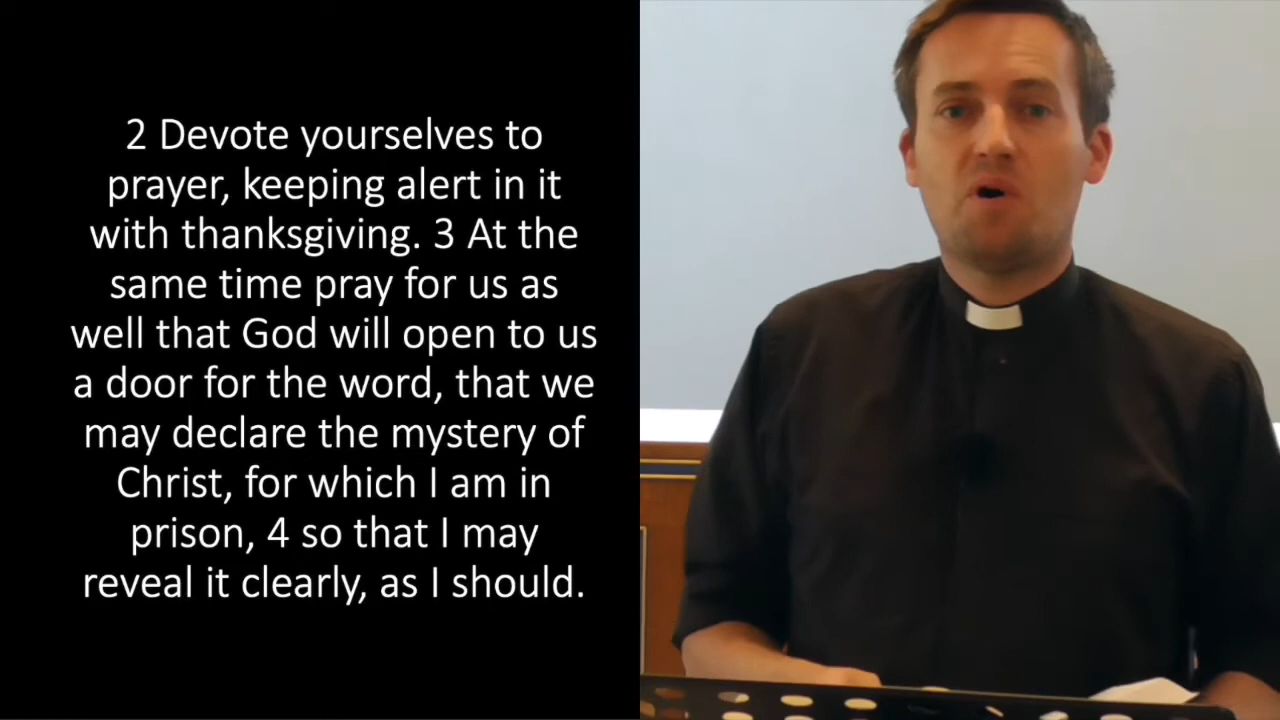 2 Devote yourselves to
prayer, keeping alert in it
with thanksgiving. 3 At the
same time pray for us as
well that God will open to us
a door for the word, that we
may declare the mystery of
Christ, for which I am in
prison, 4 so that I may
reveal it clearly, as I should.